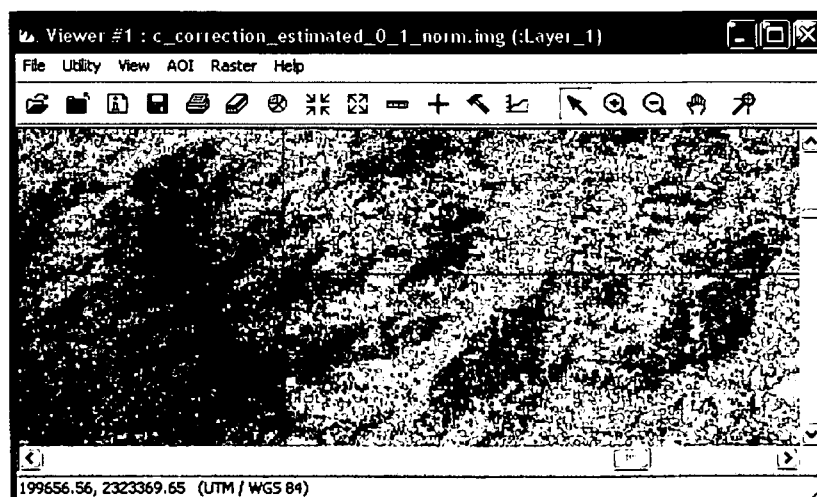 Viewer #1 : c_correction_estimated_0_1_norm.img (:Layer_1)
File Utility View AOI Raster Help
199656.56, 2323369.65 (UTM / WGS 84)